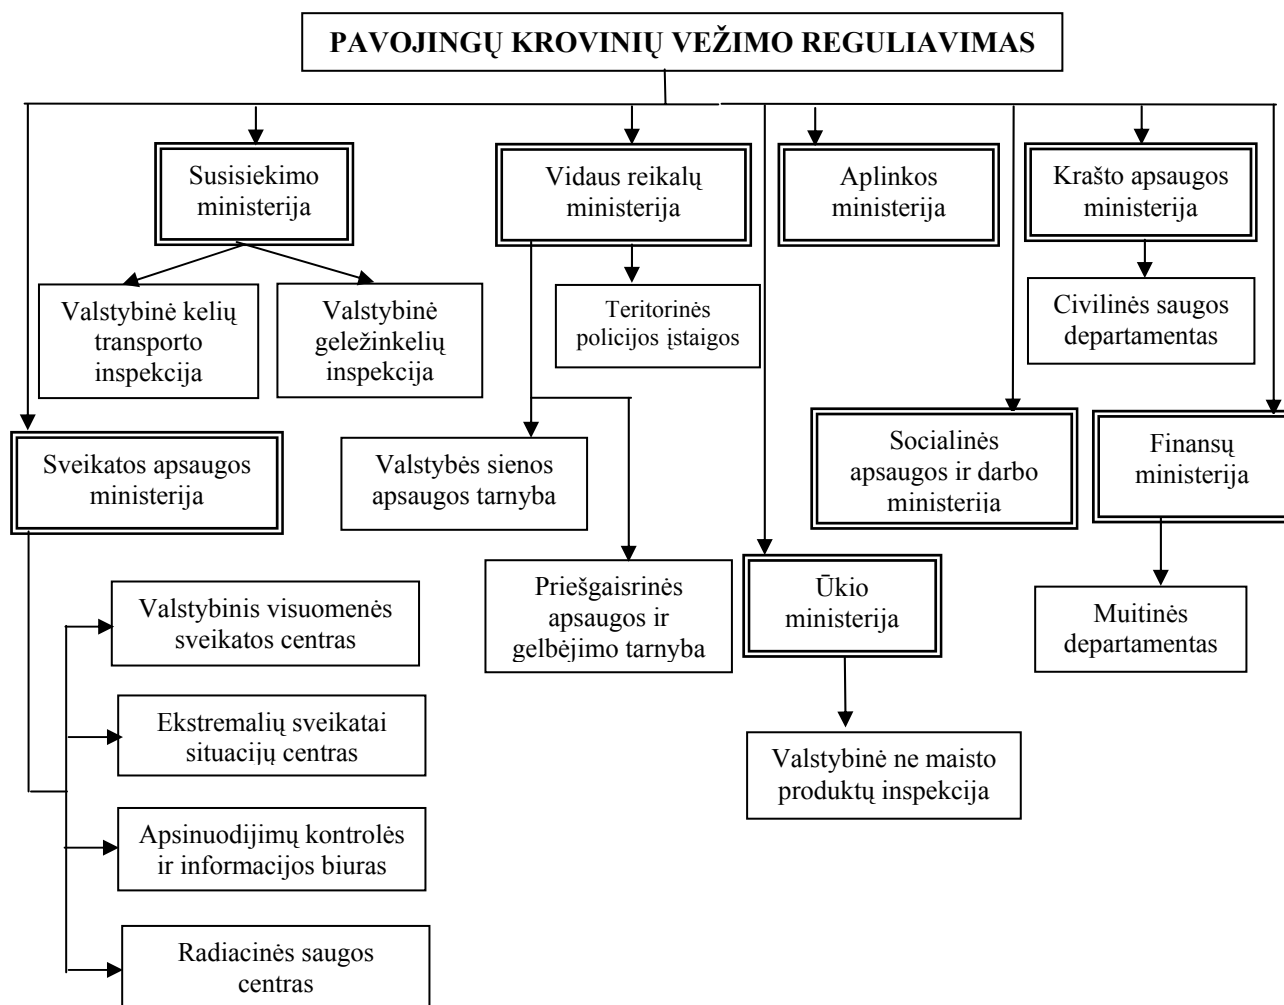 PAVOJINGŲ KROVINIŲ VEŽIMO REGULIAVIMAS
Susisiekimo
ministerija
Vidaus reikalų
ministerija
Aplinkos
ministerija
Krašto apsaugos
ministerija
Valstybinė kelių
transporto
inspekcija
Valstybinė
geležinkelių
inspekcija
Teritorinės
policijos įstaigos
Civilinės saugos
departamentas
Sveikatos apsaugos
ministerija
Valstybės sienos
apsaugos tarnyba
Socialinės
apsaugos ir darbo
ministerija
Finansų
ministerija
Priešgaisrinės
apsaugos ir
gelbėjimo tarnyba
Ūkio
ministerija
Muitinės
departamentas
Valstybinis visuomenės
sveikatos centras
Ekstremalių sveikatai
situacijų centras
Valstybinė ne maisto
produktų inspekcija
Apsinuodijimų kontrolės
ir informacijos biuras
Radiacinės saugos
centras